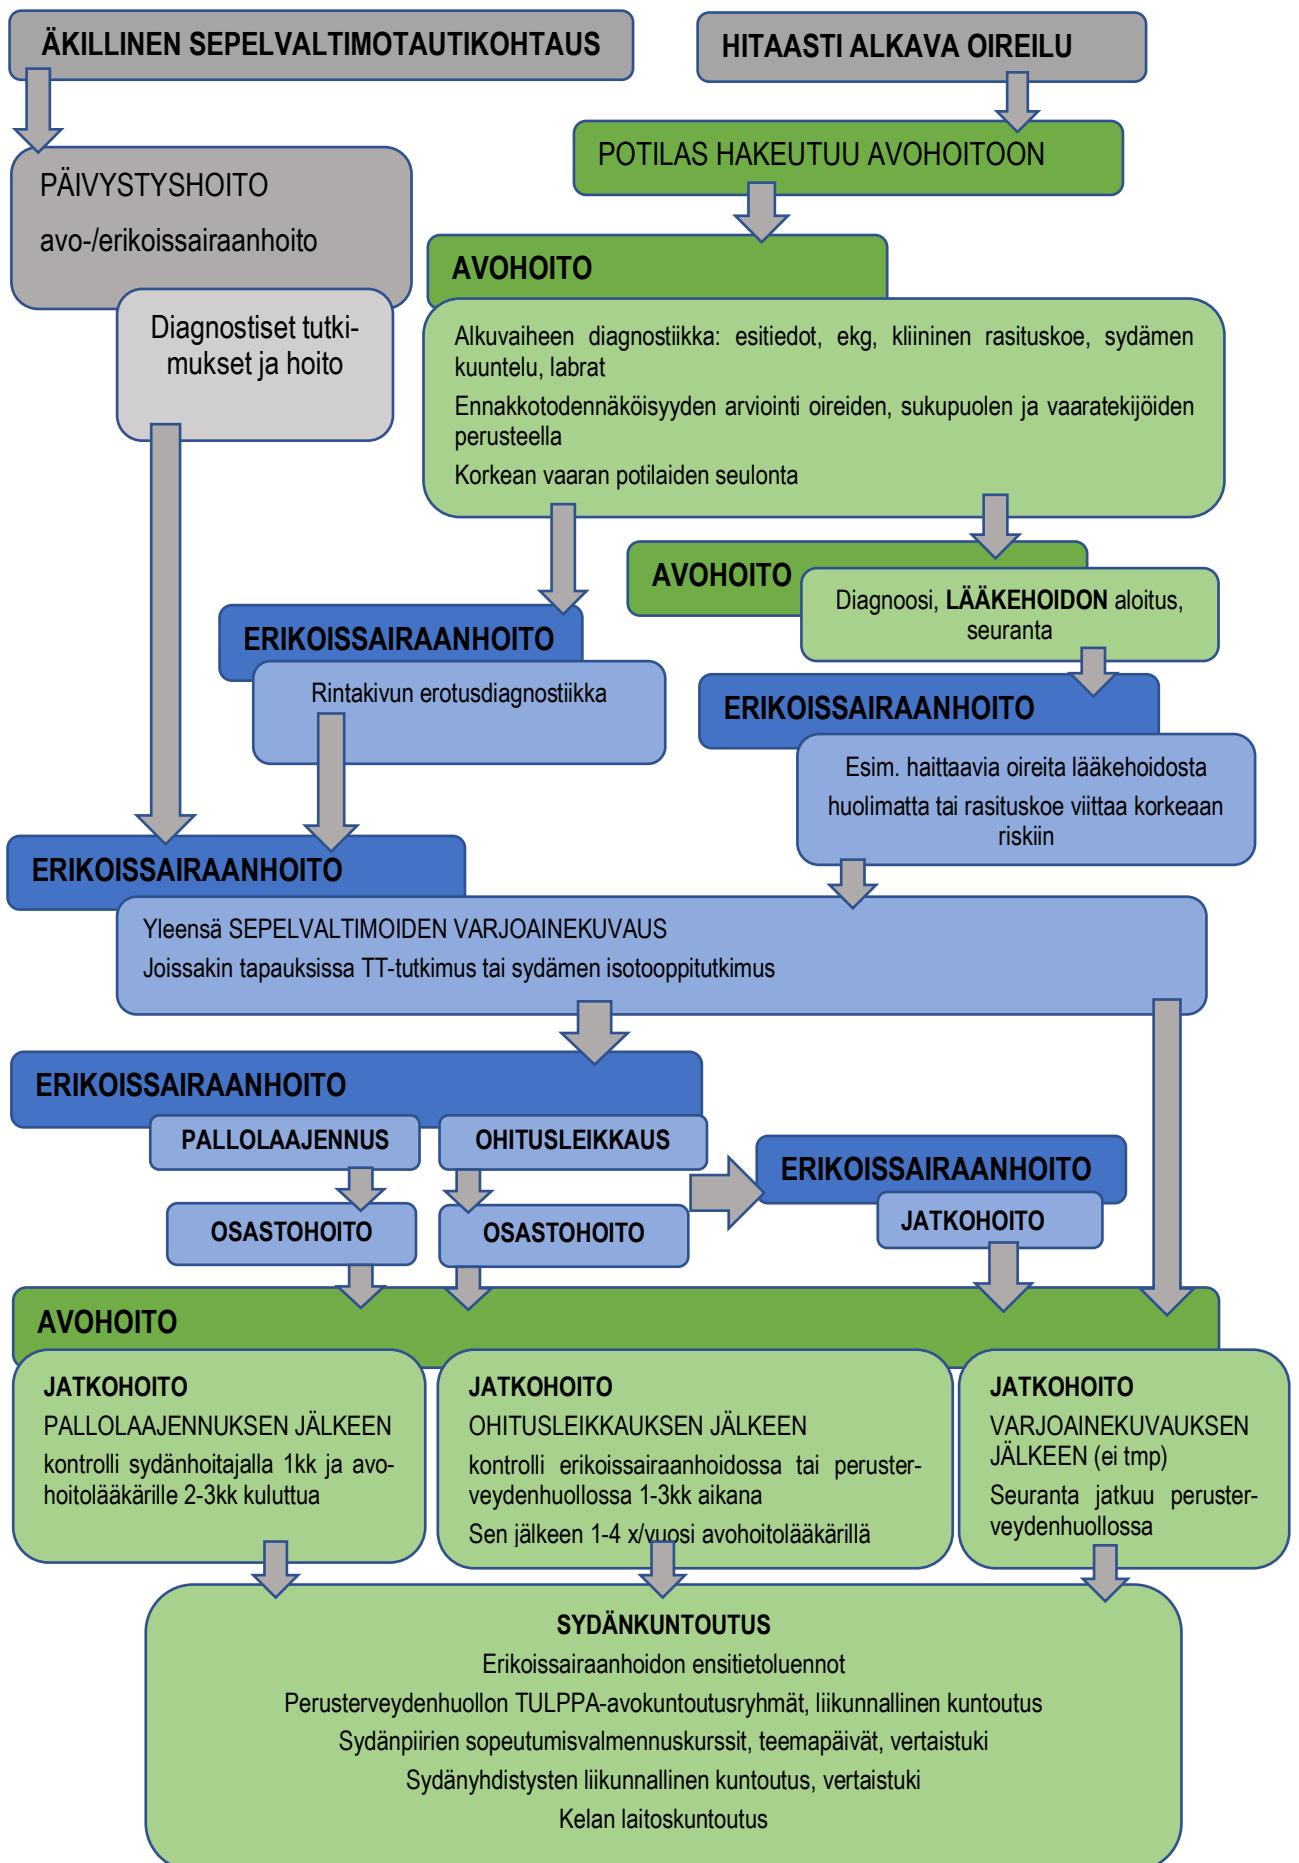 ÄKILLINEN SEPELVALTIMOTAUTIKOHTAUS
HITAASTI ALKAVA OIREILU
POTILAS HAKEUTUU AVOHOITOON
PÄIVYSTYSHOITO
avo-/erikoissairaanhoito
Diagnostiset tutki-
mukset ja hoito
AVOHOITO
Alkuvaiheen diagnostiikka: esitiedot, ekg, kliininen rasituskoe, sydämen
kuuntelu, labrat
Ennakkotodennäköisyyden arviointi oireiden, sukupuolen ja vaaratekijöiden
perusteella
Korkean vaaran potilaiden seulonta
AVOHOITO
Diagnoosi, LÄÄKEHOIDON aloitus,
seuranta
ERIKOISSAIRAANHOITO
Rintakivun erotusdiagnostiikka
ERIKOISSAIRAANHOITO
Esim. haittaavia oireita lääkehoidosta
huolimatta tai rasituskoe viittaa korkeaan
riskiin
ERIKOISSAIRAANHOITO
Yleensä SEPELVALTIMOIDEN VARJOAINEKUVAUS
Joissakin tapauksissa TT-tutkimus tai sydämen isotooppitutkimus
ERIKOISSAIRAANHOITO
PALLOLAAJENNUS
OHITUSLEIKKAUS
OSASTOHOITO
OSASTOHOITO
ERIKOISSAIRAANHOITO
JATKOHOITO
AVOHOITO
JATKOHOITO
PALLOLAAJENNUKSEN JÄLKEEN
kontrolli sydänhoitajalla 1kk ja avo-
hoitolääkärille 2-3kk kuluttua
JATKOHOITO
OHITUSLEIKKAUKSEN JÄLKEEN
kontrolli erikoissairaanhoidossa tai peruster-
veydenhuollossa 1-3kk aikana
Sen jälkeen 1-4 x/vuosi avohoitolääkärillä
JATKOHOITO
VARJOAINEKUVAUKSEN
JÄLKEEN (ei tmp)
Seuranta jatkuu peruster-
veydenhuollossa
SYDÄNKUNTOUTUS
Erikoissairaanhoidon ensitietoluennot
Perusterveydenhuollon TULPPA-avokuntoutusryhmät, liikunnallinen kuntoutus
Sydänpiirien sopeutumisvalmennuskurssit, teemapäivät, vertaistuki
Sydänyhdistysten liikunnallinen kuntoutus, vertaistuki
Kelan laitoskuntoutus